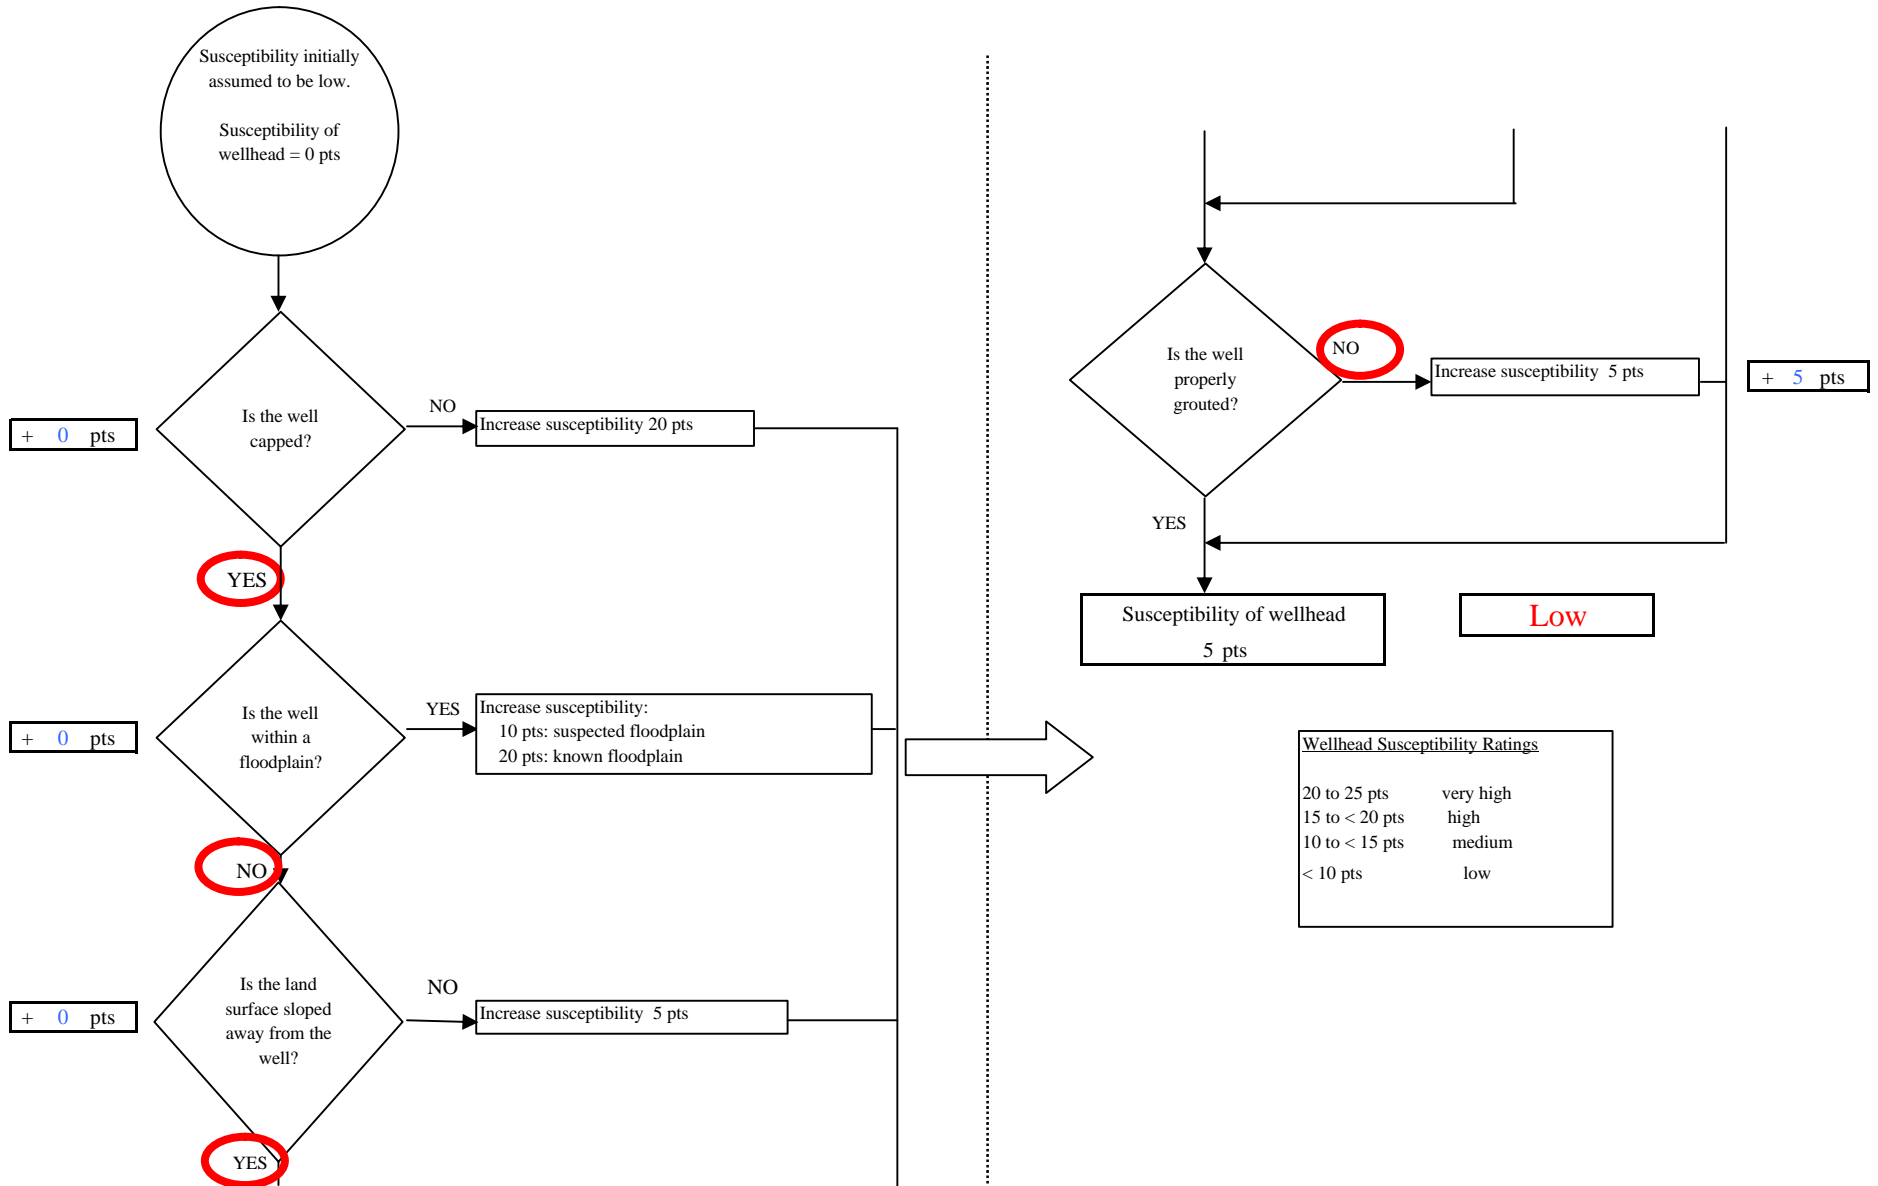 Susceptibility initially
assumed to be low.
Susceptibility of
wellhead = 0 pts
Is the well
capped?
NO
Increase susceptibility 20 pts
+ 0 pts
YES
Is the well
within a
floodplain?
YES
Increase susceptibility:
10 pts: suspected floodplain
20 pts: known floodplain
+ 0 pts
NO
Is the land
surface sloped
away from the
well?
NO
Increase susceptibility 5 pts
+ 0 pts
YES
Is the well
properly
grouted?
NO
Increase susceptibility 5 pts
+ 5 pts
YES
Susceptibility of wellhead
5 pts
Low
Wellhead Susceptibility Ratings
20 to 25 pts very high
15 to < 20 pts high
10 to < 15 pts medium
< 10 pts low